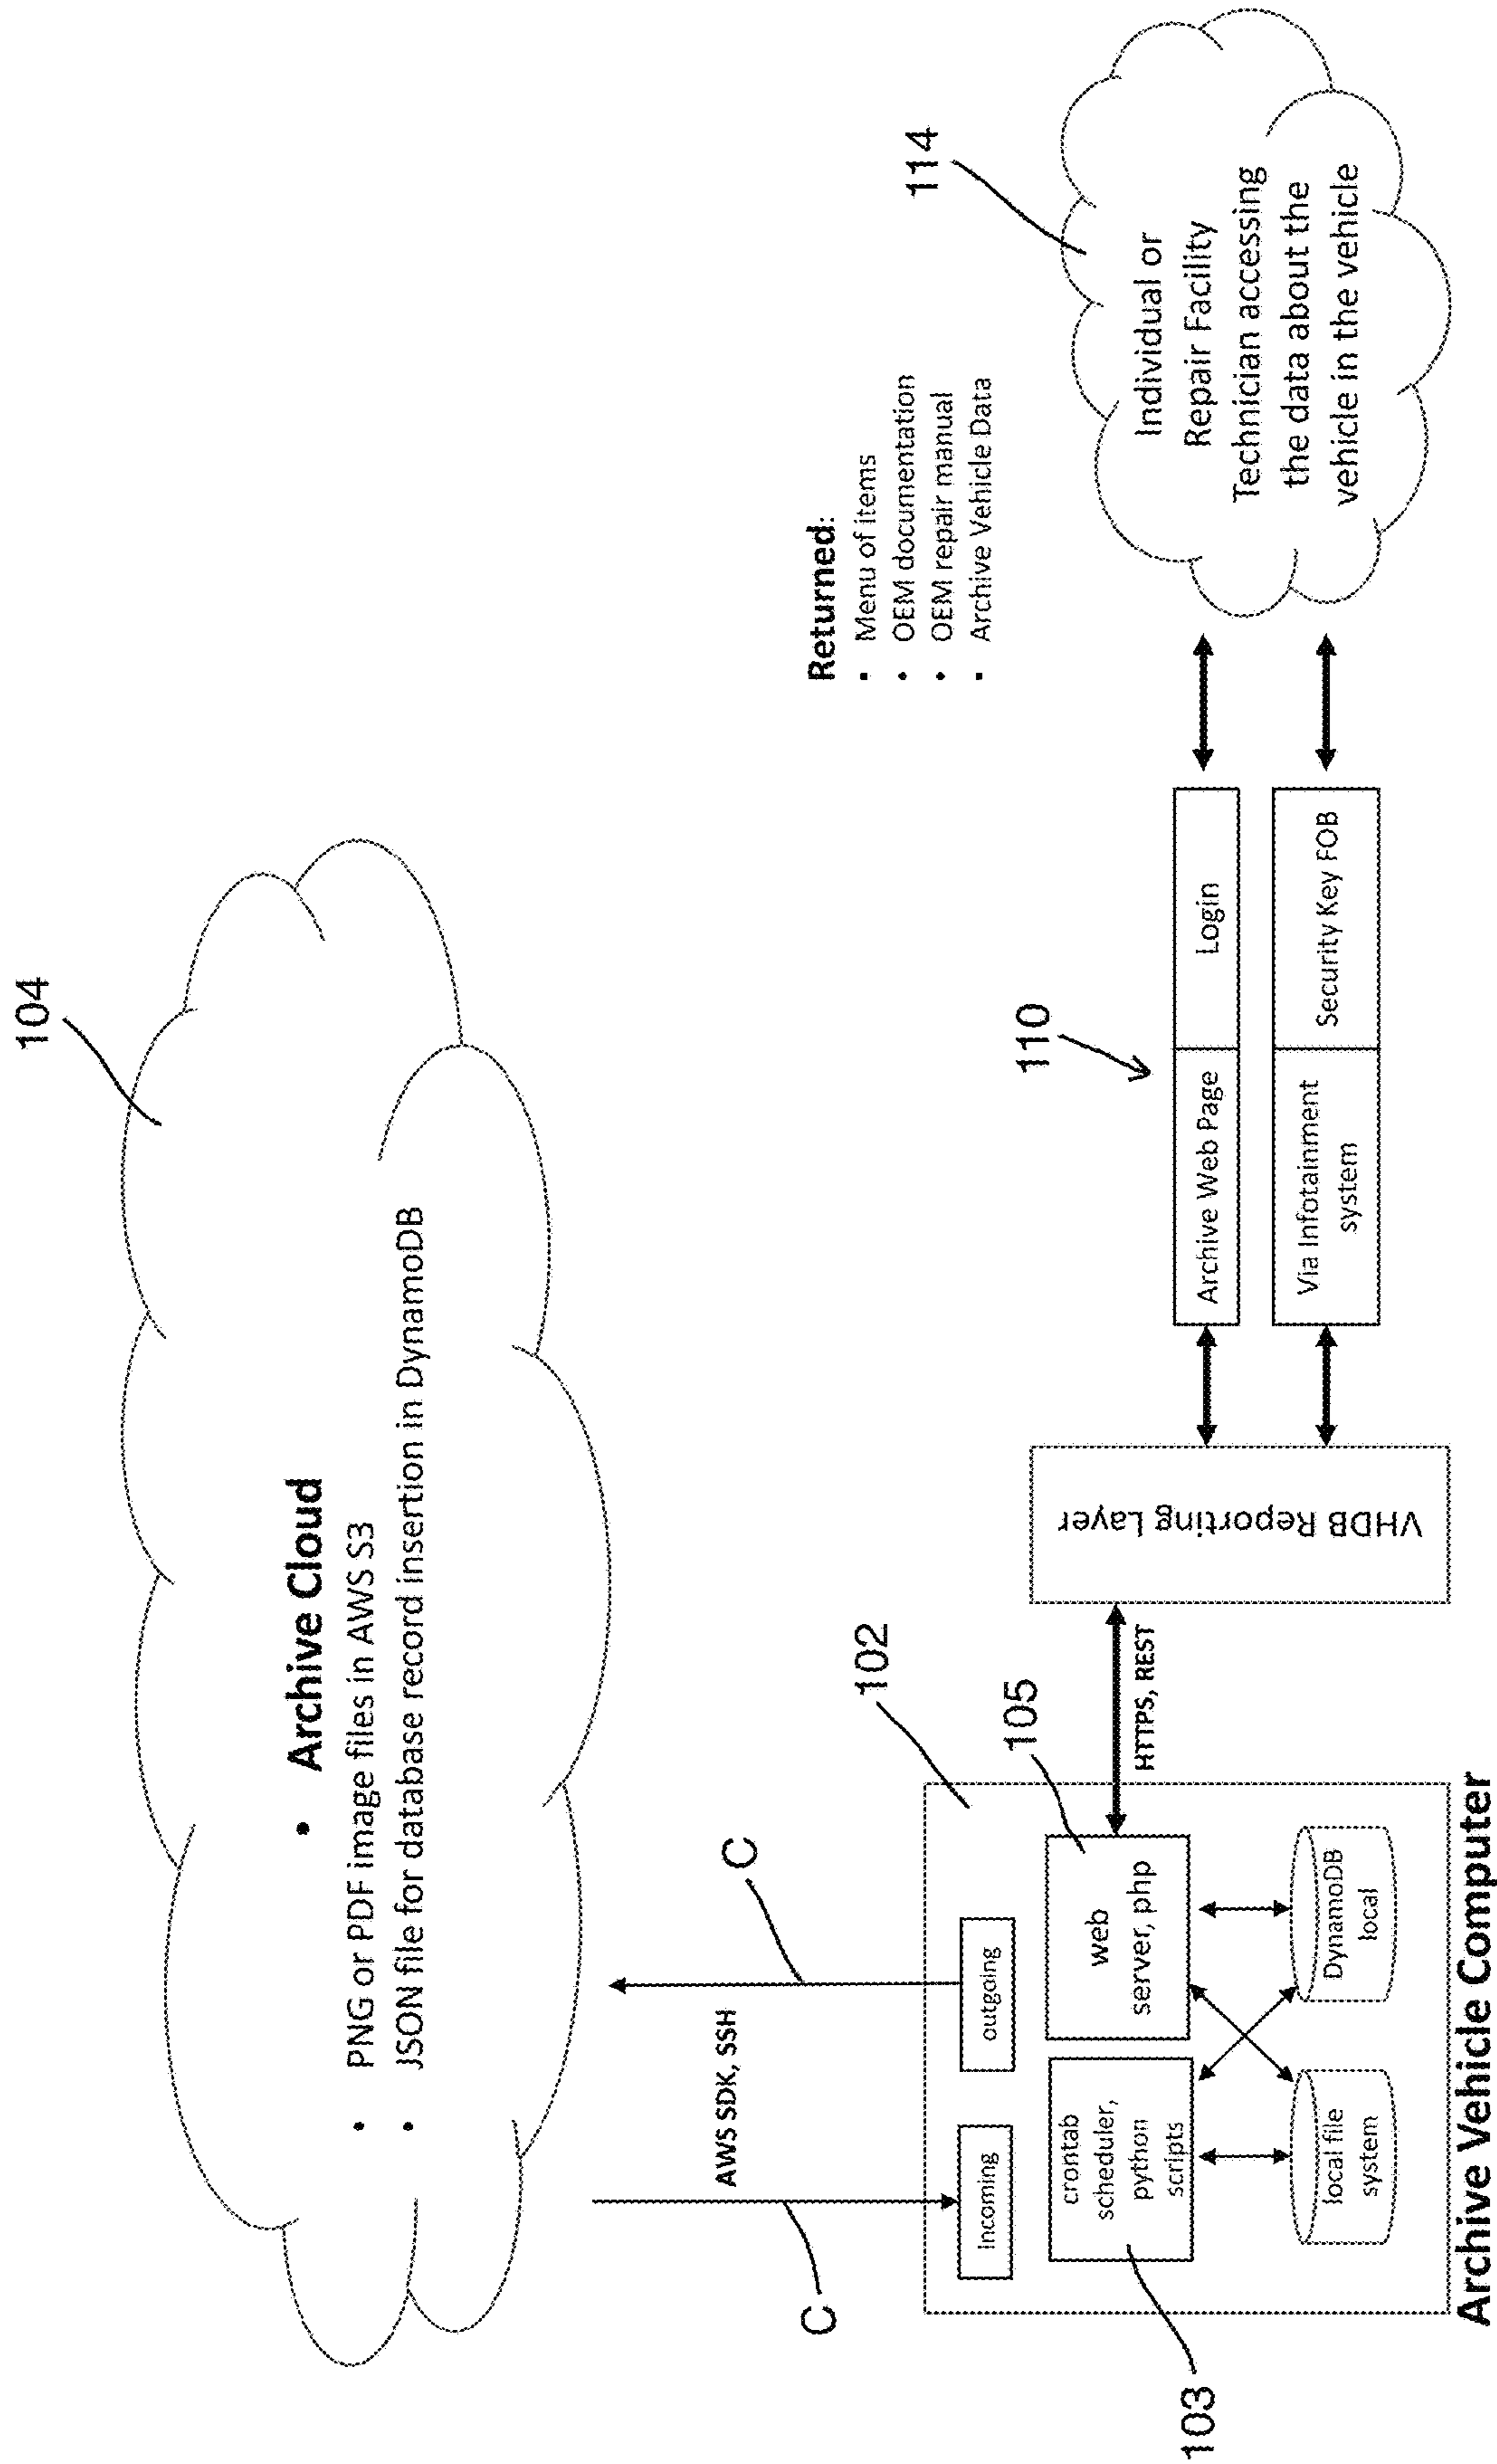 104
• Archive Cloud
• PNG or PDF image files in AWS S3
• JSON file for database record insertion in DynamoDB
C
AWS SDK, SSH
C
Returned:
• Menu of items
• OEM documentation
• OEM repair manual
• Archive Vehicle Data
114
Individual or
Repair Facility
Technician accessing
the data about the
vehicle in the vehicle
102
Incoming
outgoing
105
110
103
crontab
scheduler,
python
scripts
web
server, php
HTTPS, REST
VHDB Reporting Layer
Archive Web Page
Login
Via Infotainment
system
Security Key FOB
local file
system
DynamoDB
local
Archive Vehicle Computer